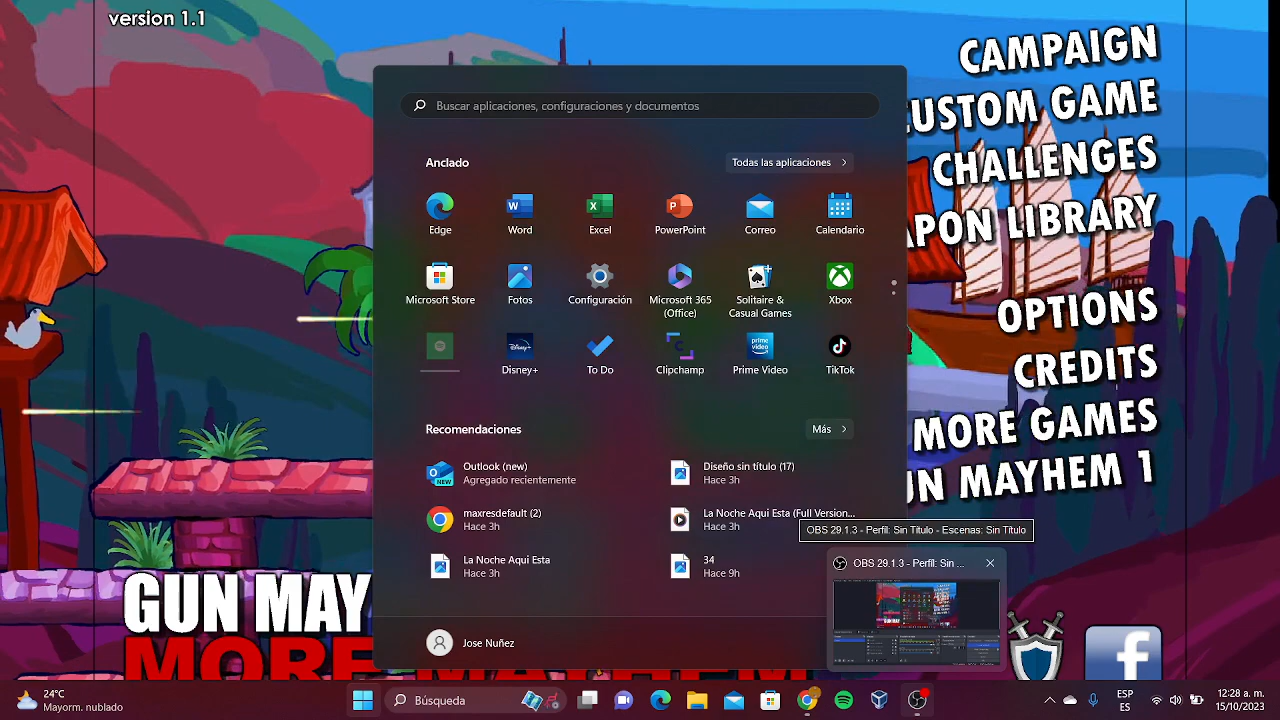 version 1.1
CAMPAIGN
CUSTOM GAME
CHALLENGES
APON LIBRARY
OPTIONS
CREDITS
MORE GAMES
UN MAYHEM 1
Buscar aplicaciones, configuraciones y documentos
Anclado
Todas las aplicaciones
Edge
Word
Excel
PowerPoint
Correo
Calendario
Microsoft Store
Fotos
Configuración
Microsoft 365 (Office)
Solitaire & Casual Games
Xbox
Disney+
To Do
Clipchamp
prime video
Prime Video
TikTok
Recomendaciones
Más
Outlook (new)
Agregado recientemente
Diseño sin título (17)
Hace 3h
maxresdefault (2)
Hace 3h
La Noche Aqui Esta (Full Version...
Hace 3h
La Noche Aqui Esta
Hace 3h
34
Hace 9h
OBS 29.1.3 - Perfil: Sin Título - Escenas: Sin Título
OBS 29.1.3 - Perfil: Sin ...
GUN MAY
MORE MAYHEM
24°C
Mayorm. nublado
Búsqueda
ESP
ES
12:28 a. m.
15/10/2023